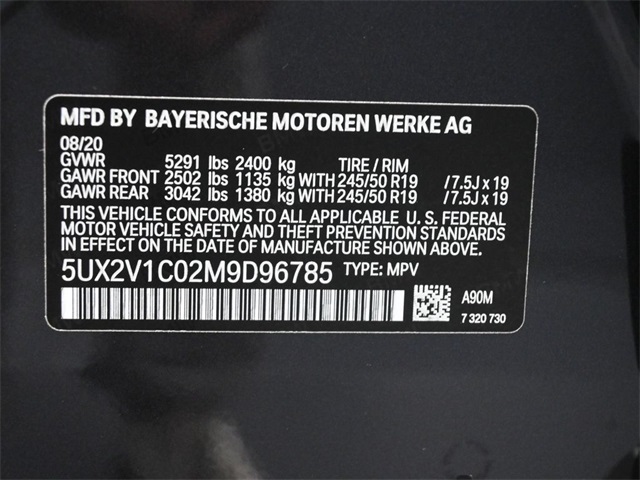 MFD BY BAYERISCHE MOTOREN WERKE AG
08/20
GVWR 5291 lbs 2400 kg TIRE / RIM
GAWR FRONT 2502 lbs 1135 kg WITH 245/50 R19 / 7.5J x 19
GAWR REAR 3042 lbs 1380 kg WITH 245/50 R19 / 7.5J x 19
THIS VEHICLE CONFORMS TO ALL APPLICABLE U. S. FEDERAL
MOTOR VEHICLE SAFETY AND THEFT PREVENTION STANDARDS
IN EFFECT ON THE DATE OF MANUFACTURE SHOWN ABOVE.
5UX2V1C02M9D96785 TYPE: MPV
A90M
7 320 730